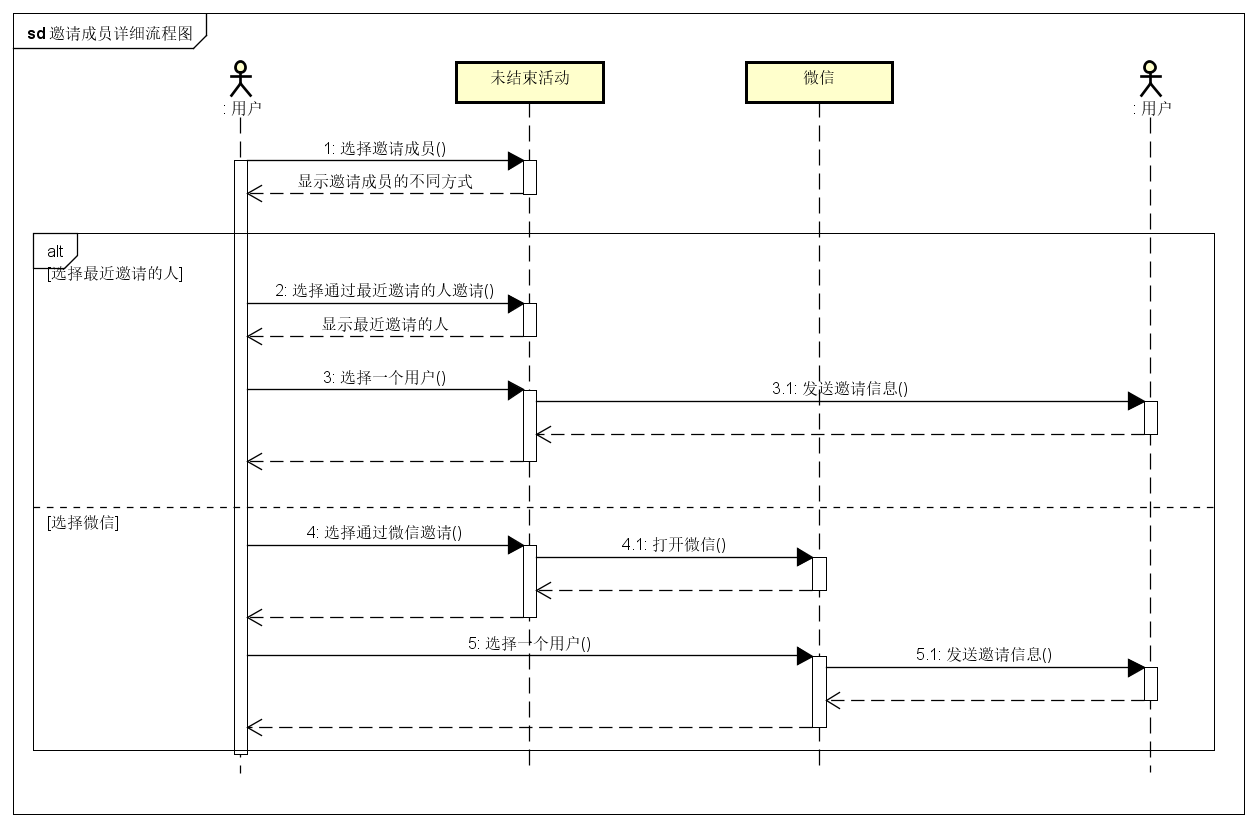 sd 邀请成员详细流程图
: 用户
未结束活动
微信
: 用户
1: 选择邀请成员()
显示邀请成员的不同方式
alt
[选择最近邀请的人]
2: 选择通过最近邀请的人邀请()
显示最近邀请的人
3: 选择一个用户()
3.1: 发送邀请信息()
[选择微信]
4: 选择通过微信邀请()
4.1: 打开微信()
5: 选择一个用户()
5.1: 发送邀请信息()